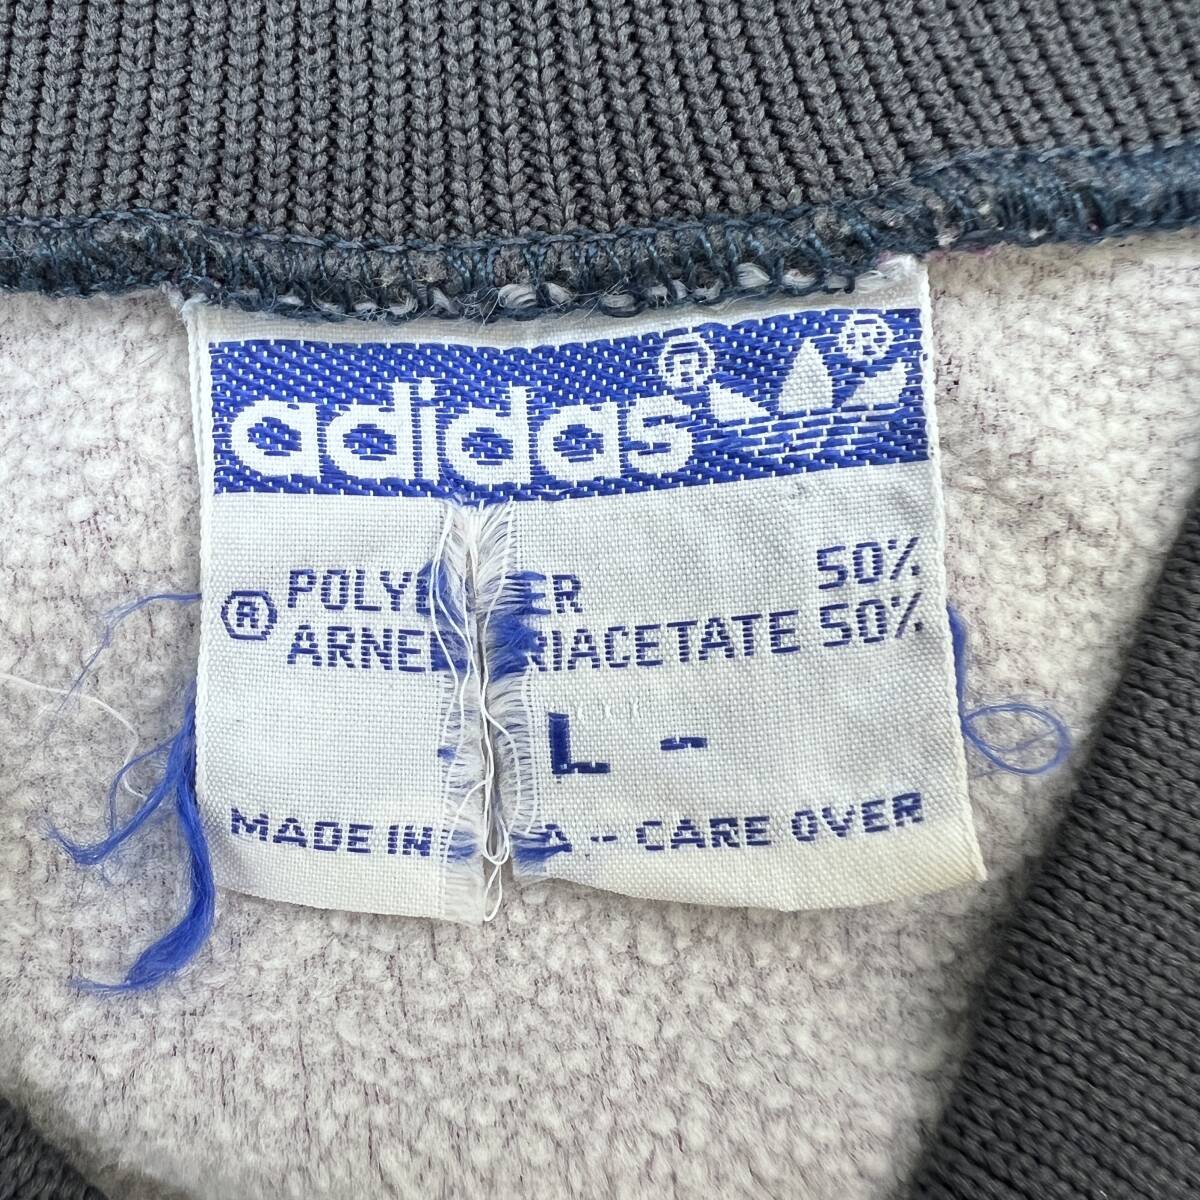 adidas® ®
POLY ER 50%
® ARNE RIACETATE 50%
- L -
MADE IN A - CARE OVER